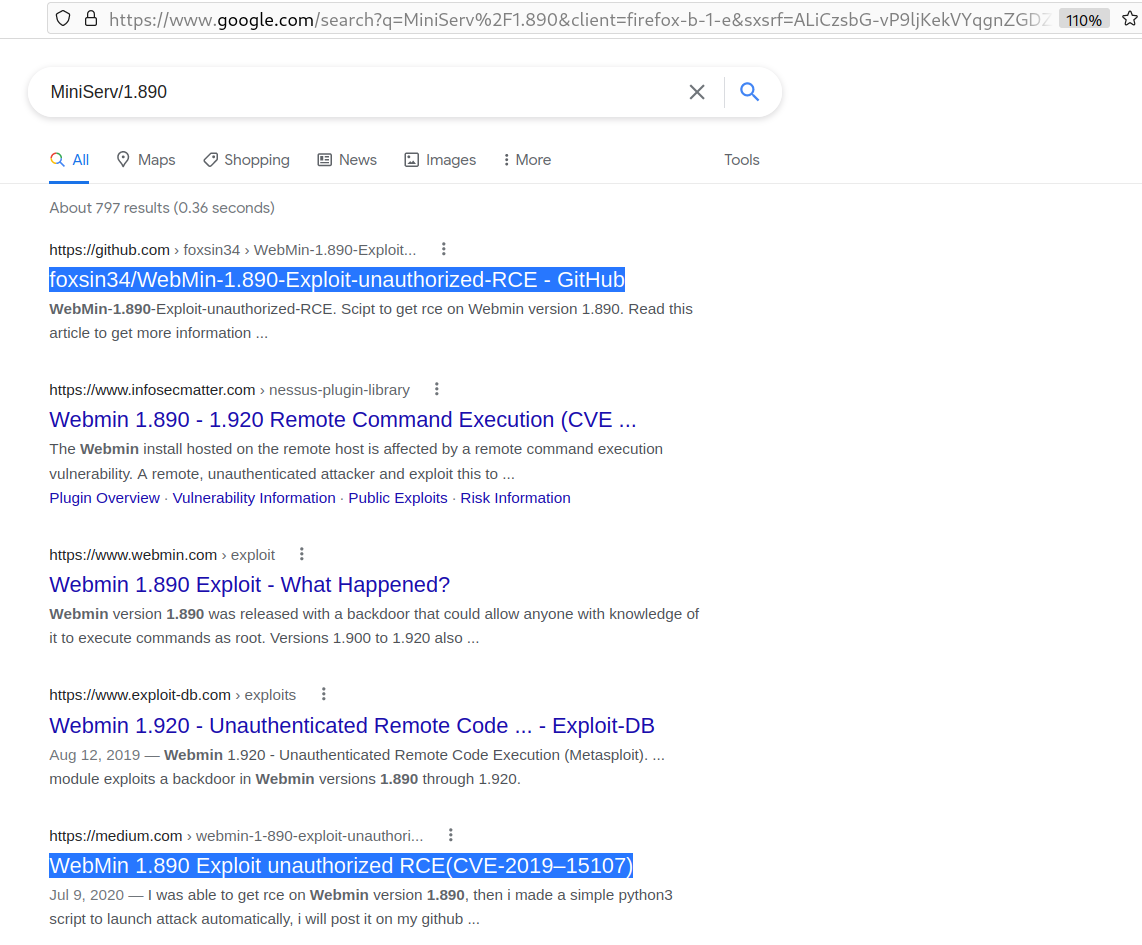 https://www.google.com/search?q=MiniServ%2F1.890&client=firefox-b-1-e&sxsrf=ALiCzsbG-vP9ljKekVYqgnZGDZ 110%
MiniServ/1.890
All Maps Shopping News Images More Tools
About 797 results (0.36 seconds)
https://github.com › foxsin34 › WebMin-1.890-Exploit...
foxsin34/WebMin-1.890-Exploit-unauthorized-RCE - GitHub
WebMin-1.890-Exploit-unauthorized-RCE. Scipt to get rce on Webmin version 1.890. Read this
article to get more information ...
https://www.infosecmatter.com › nessus-plugin-library
Webmin 1.890 - 1.920 Remote Command Execution (CVE ...
The Webmin install hosted on the remote host is affected by a remote command execution
vulnerability. A remote, unauthenticated attacker and exploit this to ...
Plugin Overview · Vulnerability Information · Public Exploits · Risk Information
https://www.webmin.com › exploit
Webmin 1.890 Exploit - What Happened?
Webmin version 1.890 was released with a backdoor that could allow anyone with knowledge of
it to execute commands as root. Versions 1.900 to 1.920 also ...
https://www.exploit-db.com › exploits
Webmin 1.920 - Unauthenticated Remote Code ... - Exploit-DB
Aug 12, 2019 — Webmin 1.920 - Unauthenticated Remote Code Execution (Metasploit). ...
module exploits a backdoor in Webmin versions 1.890 through 1.920.
https://medium.com › webmin-1-890-exploit-unauthori...
WebMin 1.890 Exploit unauthorized RCE(CVE-2019–15107)
Jul 9, 2020 — I was able to get rce on Webmin version 1.890, then i made a simple python3
script to launch attack automatically, i will post it on my github ...